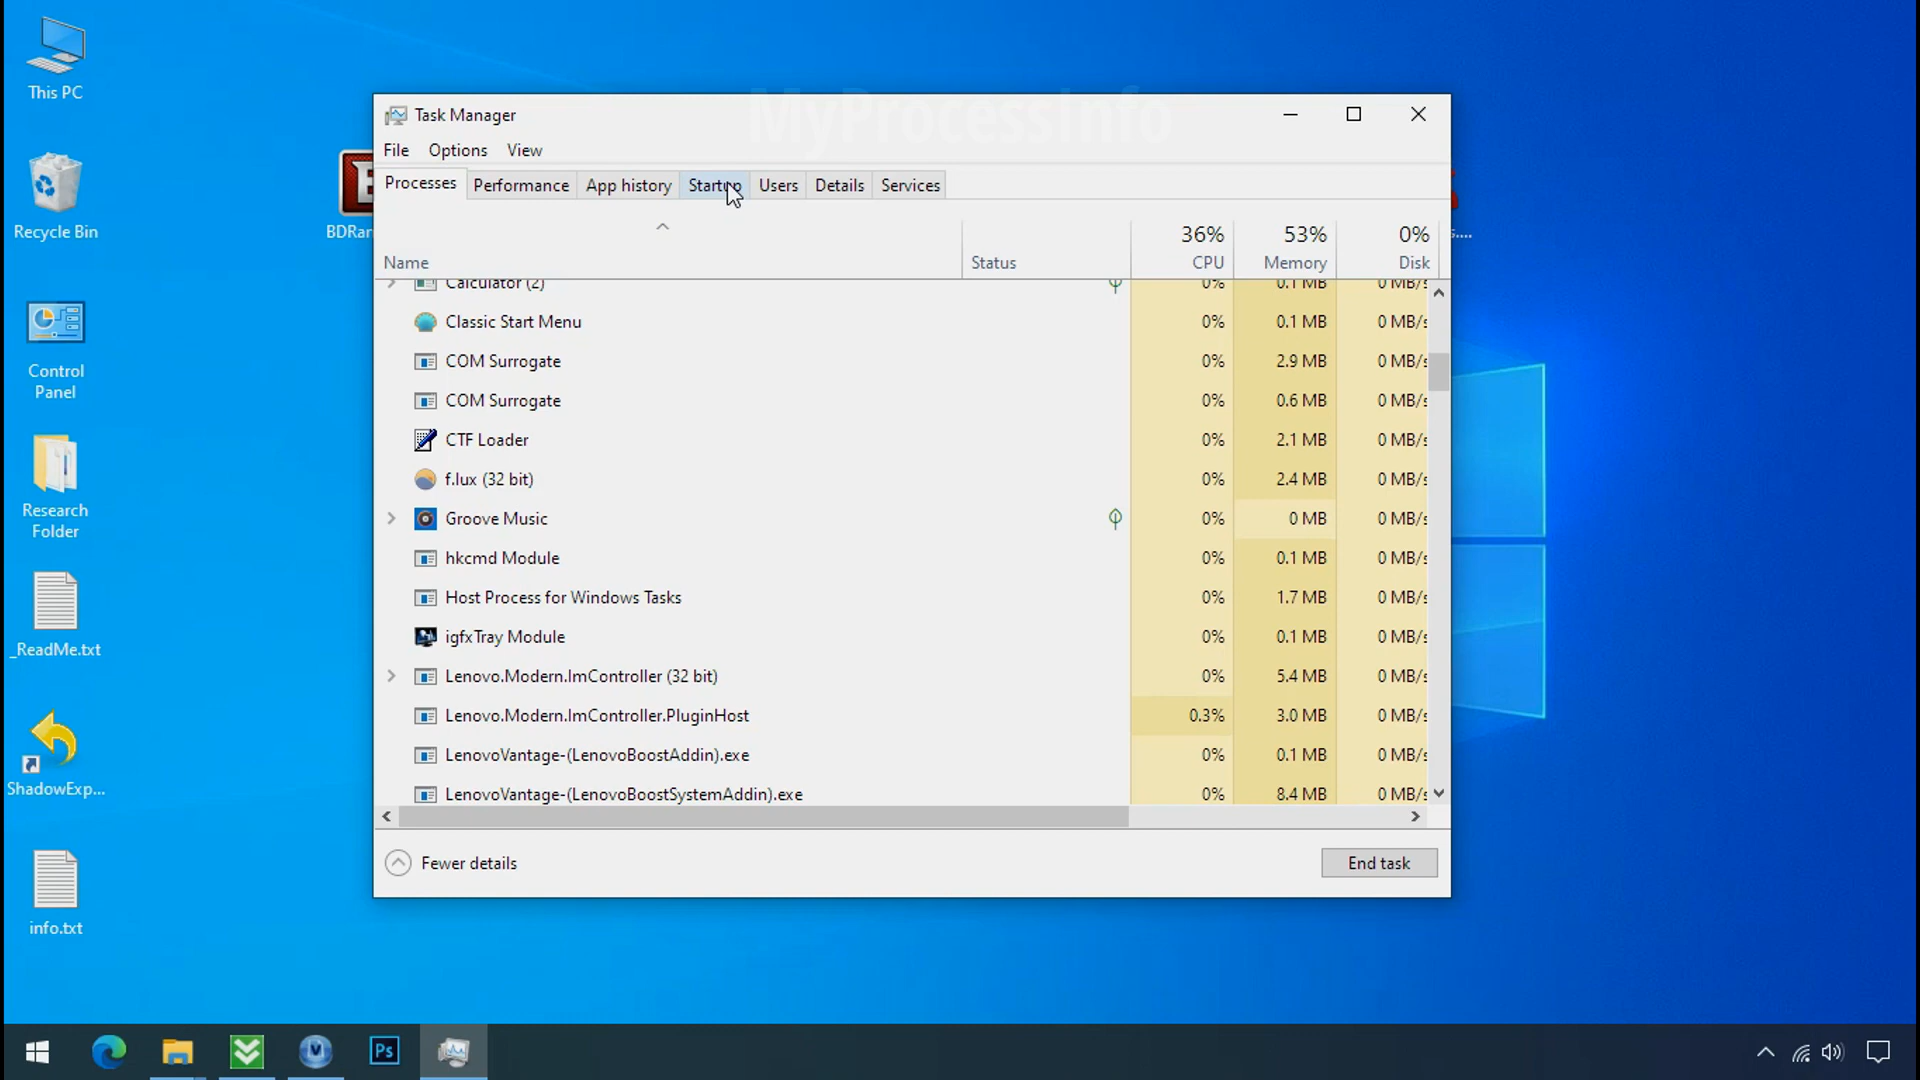 This PC
Recycle Bin
Control
Panel
Research
Folder
_ReadMe.txt
ShadowExp...
info.txt
BDRan
s....
MyProcessInfo
Task Manager
File Options View
Processes Performance App history Startup Users Details Services
36% 53% 0%
Name Status CPU Memory Disk
Calculator (2) 0% 0.1 MB 0 MB/s
Classic Start Menu 0% 0.1 MB 0 MB/s
COM Surrogate 0% 2.9 MB 0 MB/s
COM Surrogate 0% 0.6 MB 0 MB/s
CTF Loader 0% 2.1 MB 0 MB/s
f.lux (32 bit) 0% 2.4 MB 0 MB/s
Groove Music 0% 0 MB 0 MB/s
hkcmd Module 0% 0.1 MB 0 MB/s
Host Process for Windows Tasks 0% 1.7 MB 0 MB/s
igfxTray Module 0% 0.1 MB 0 MB/s
Lenovo.Modern.ImController (32 bit) 0% 5.4 MB 0 MB/s
Lenovo.Modern.ImController.PluginHost 0.3% 3.0 MB 0 MB/s
LenovoVantage-(LenovoBoostAddin).exe 0% 0.1 MB 0 MB/s
LenovoVantage-(LenovoBoostSystemAddin).exe 0% 8.4 MB 0 MB/s
Fewer details End task
Ps